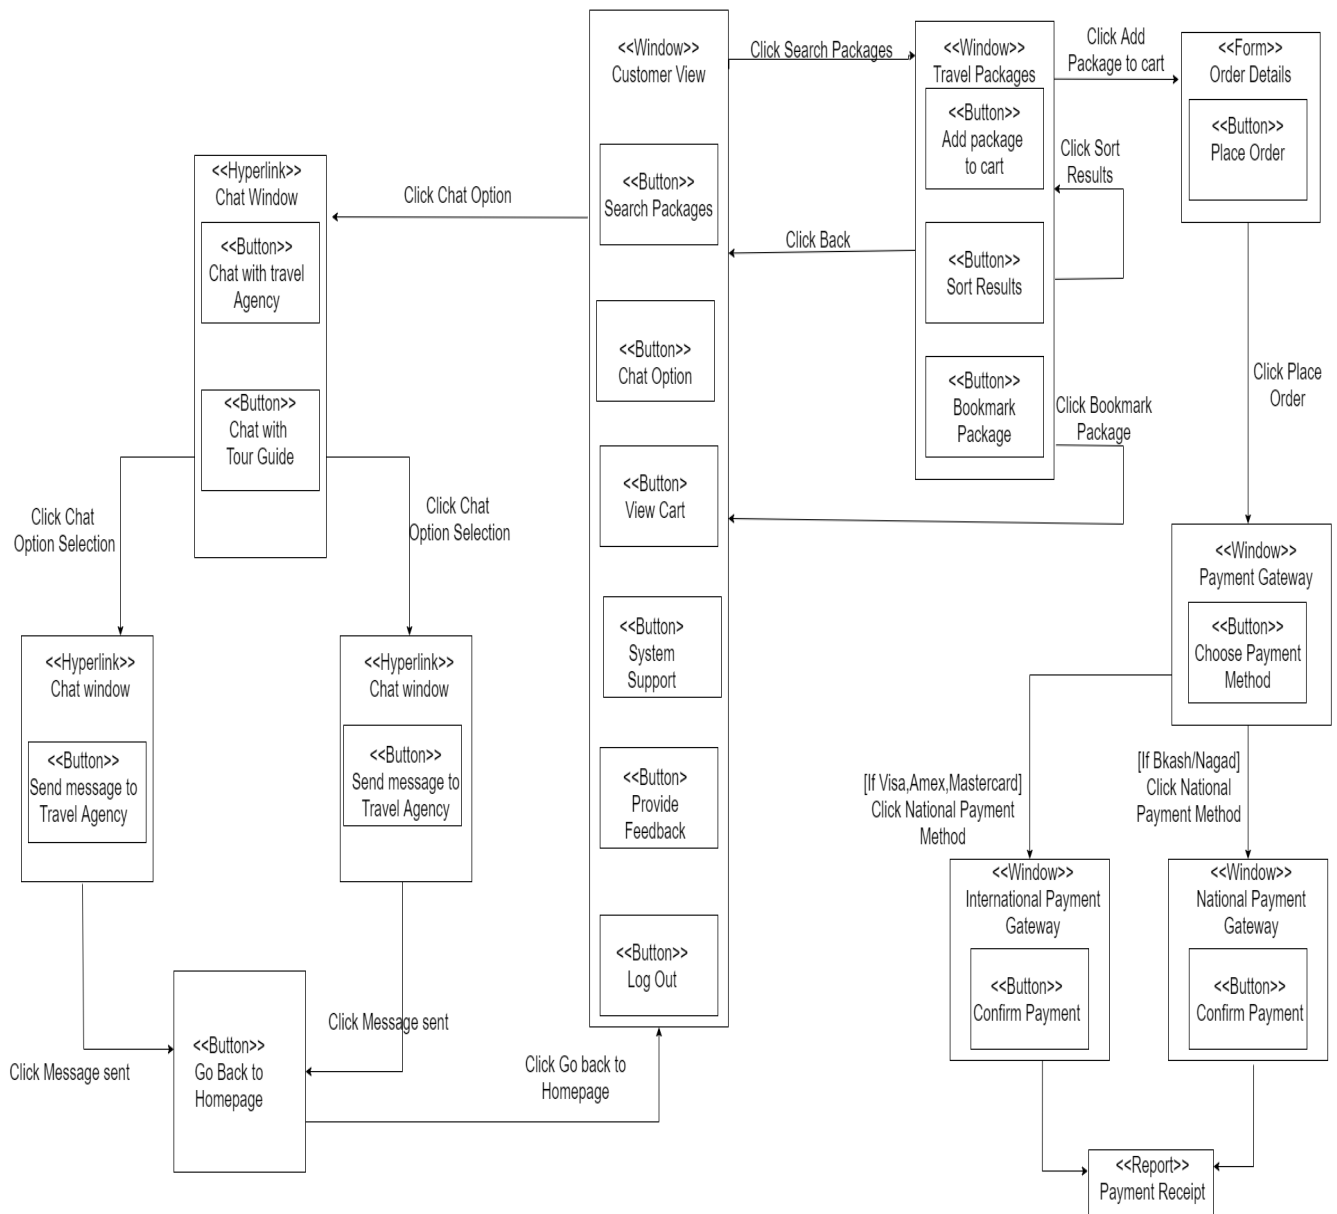 <<Window>>
Customer View
<<Button>>
Search Packages
<<Button>>
Chat Option
<<Button>
View Cart
<<Button>
System
Support
<<Button>
Provide
Feedback
<<Button>>
Log Out
Click Search Packages
<<Window>>
Travel Packages
<<Button>>
Add package
to cart
<<Button>>
Sort Results
<<Button>>
Bookmark
Package
Click Add
Package to cart
Click Sort
Results
Click Back
Click Bookmark
Package
<<Form>>
Order Details
<<Button>>
Place Order
Click Place
Order
<<Window>>
Payment Gateway
<<Button>>
Choose Payment
Method
[If Visa,Amex,Mastercard]
Click National Payment
Method
[If Bkash/Nagad]
Click National
Payment Method
<<Window>>
International Payment
Gateway
<<Button>>
Confirm Payment
<<Window>>
National Payment
Gateway
<<Button>>
Confirm Payment
<<Report>>
Payment Receipt
Click Chat Option
<<Hyperlink>>
Chat Window
<<Button>>
Chat with travel
Agency
<<Button>>
Chat with
Tour Guide
Click Chat
Option Selection
Click Chat
Option Selection
<<Hyperlink>>
Chat window
<<Button>>
Send message to
Travel Agency
<<Hyperlink>>
Chat window
<<Button>>
Send message to
Travel Agency
Click Message sent
Click Message sent
<<Button>>
Go Back to
Homepage
Click Go back to
Homepage